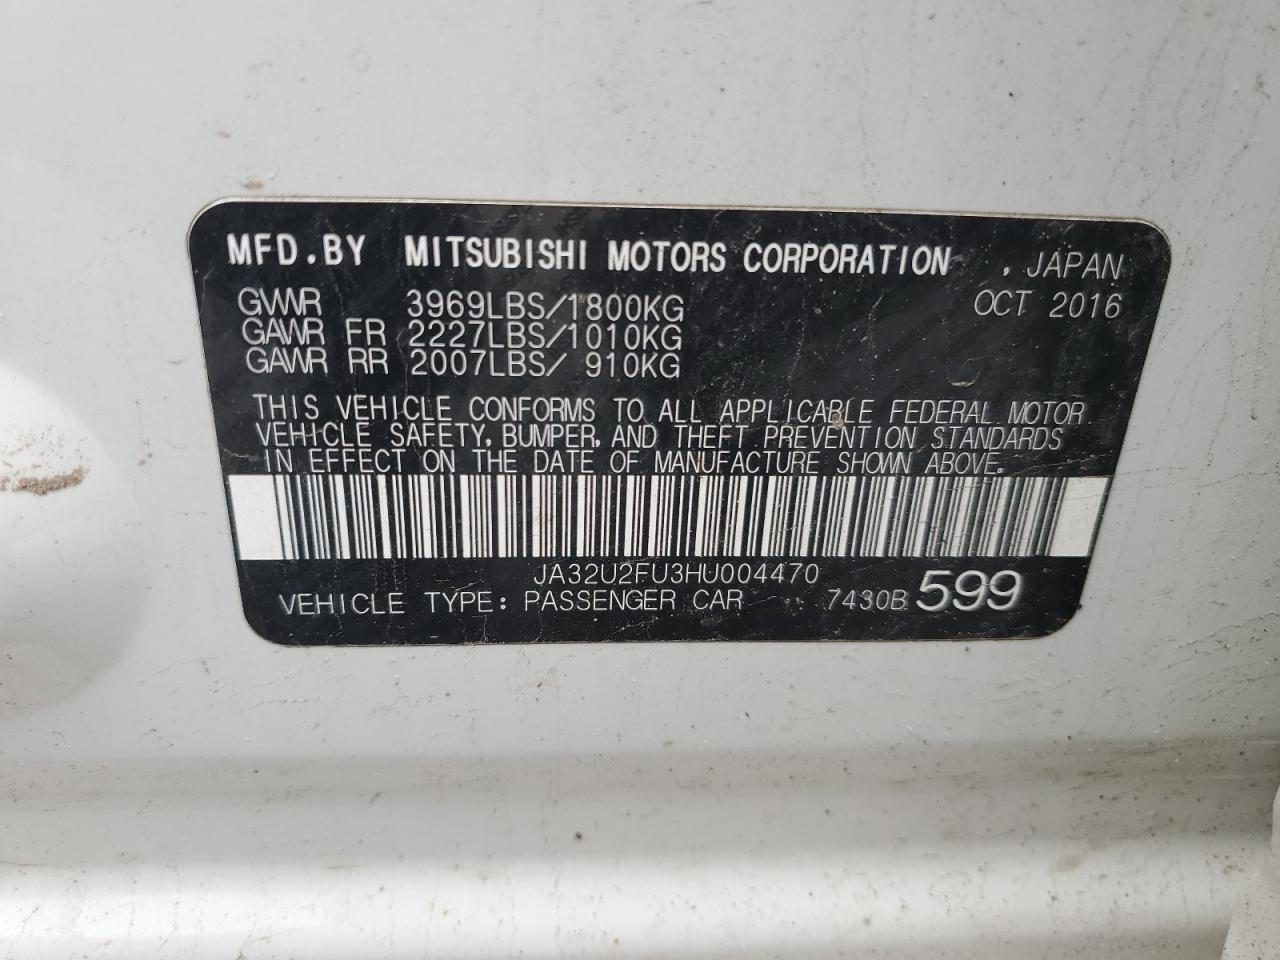 MFD.BY MITSUBISHI MOTORS CORPORATION , JAPAN
GVWR 3969LBS/1800KG OCT 2016
GAWR FR 2227LBS/1010KG
GAWR RR 2007LBS/ 910KG
THIS VEHICLE CONFORMS TO ALL APPLICABLE FEDERAL MOTOR
VEHICLE SAFETY, BUMPER, AND THEFT PREVENTION STANDARDS
IN EFFECT ON THE DATE OF MANUFACTURE SHOWN ABOVE.
JA32U2FU3HU004470
VEHICLE TYPE: PASSENGER CAR 7430B 599